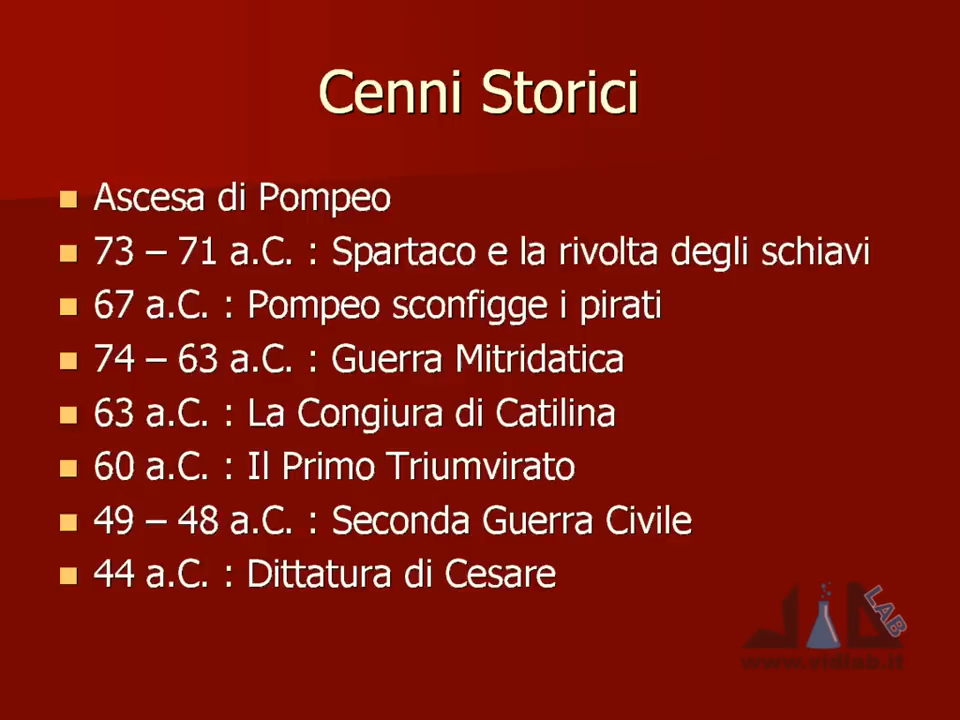 Cenni Storici
Ascesa di Pompeo
73 – 71 a.C. : Spartaco e la rivolta degli schiavi
67 a.C. : Pompeo sconfigge i pirati
74 – 63 a.C. : Guerra Mitridatica
63 a.C. : La Congiura di Catilina
60 a.C. : Il Primo Triumvirato
49 – 48 a.C. : Seconda Guerra Civile
44 a.C. : Dittatura di Cesare
LAB
www.vidlab.it